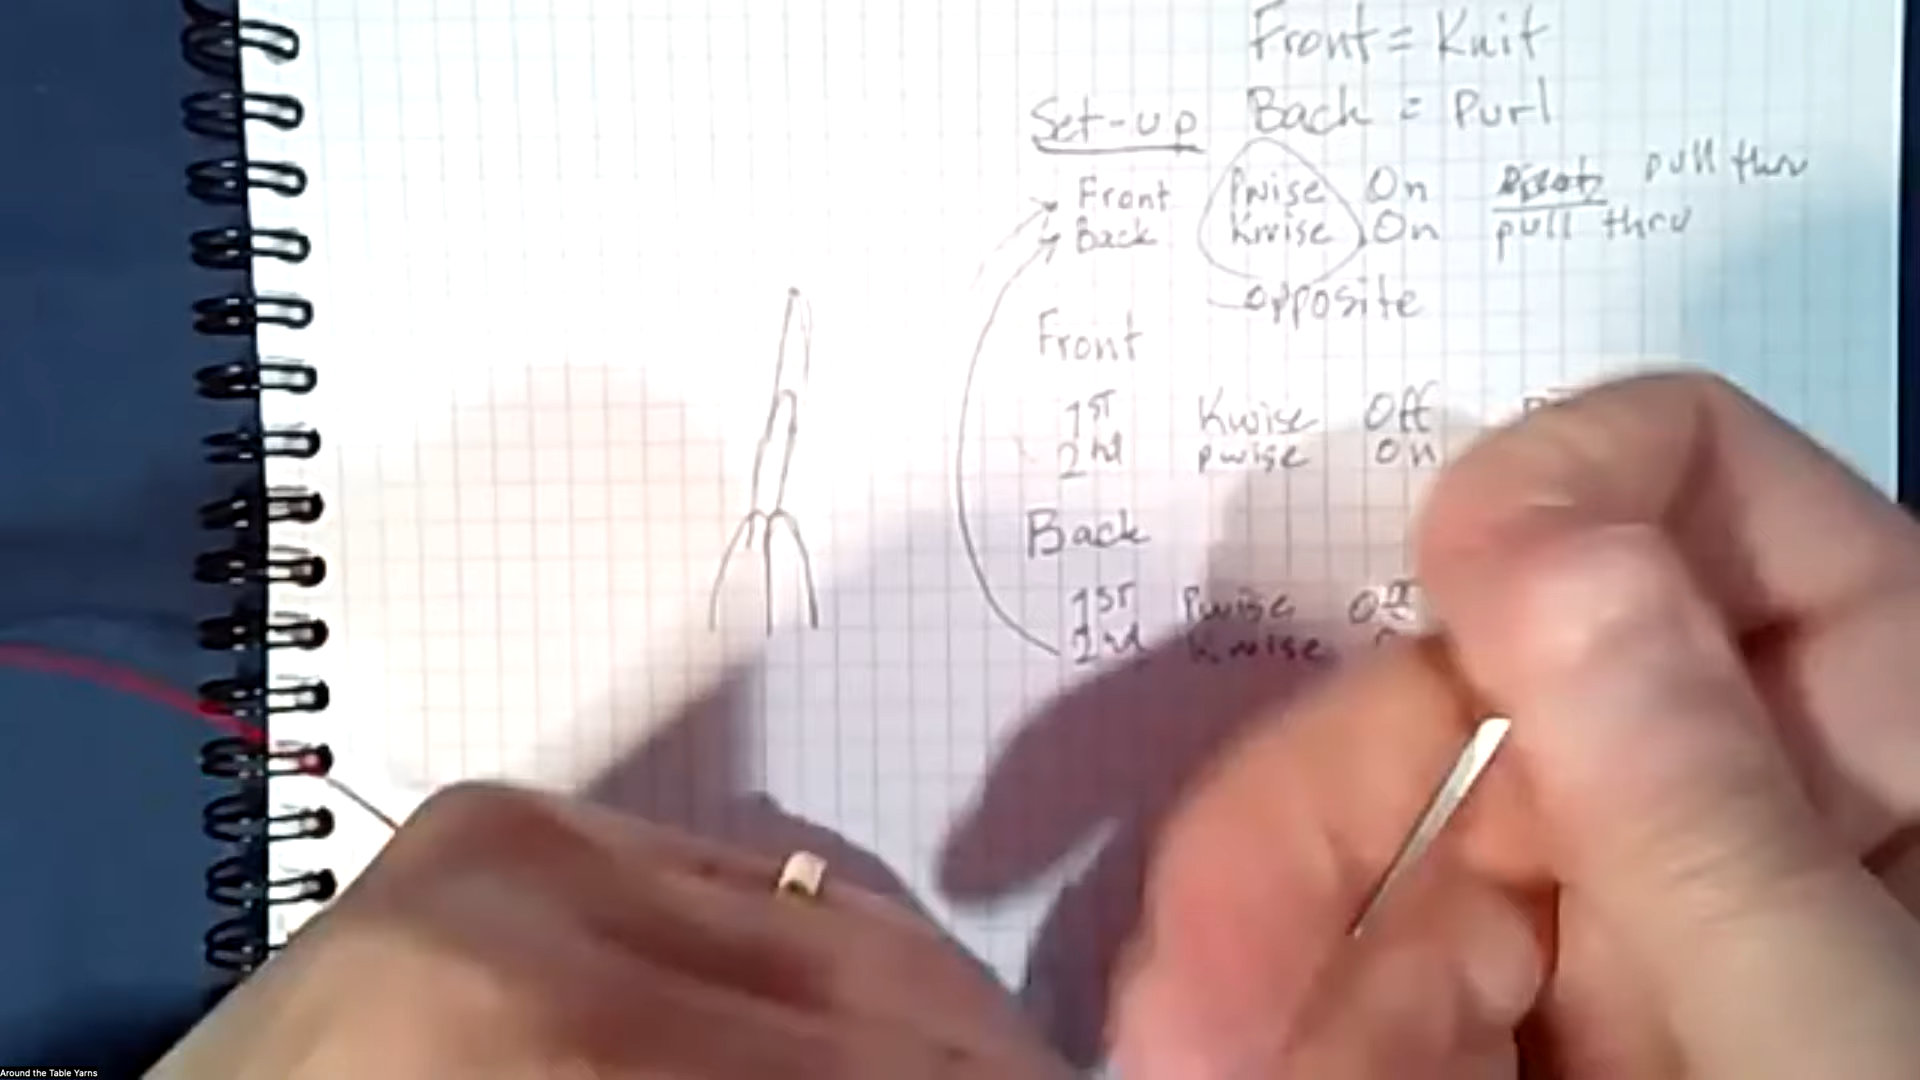 Front = Knit
Set-up Back = Purl
Front Pwise On pull thru
Back Kwise On pull thru
opposite
Front
1st Kwise Off
2nd pwise on
Back
1st Pwise Off
2nd Kwise
Around the Table Yarns